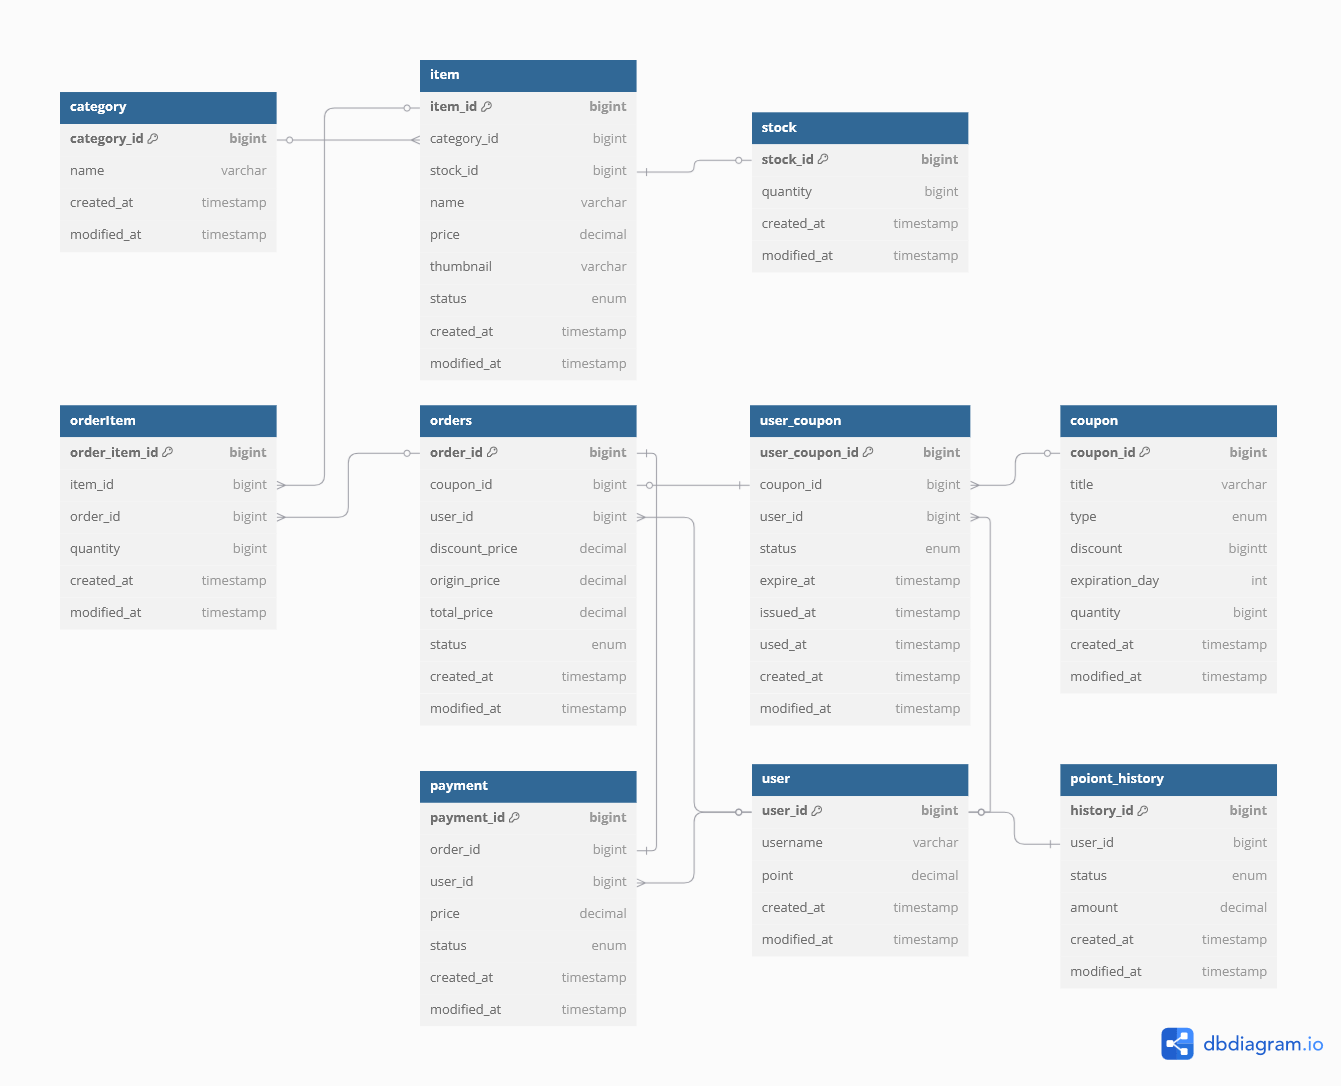 category
category_id bigint
name varchar
created_at timestamp
modified_at timestamp
item
item_id bigint
category_id bigint
stock_id bigint
name varchar
price decimal
thumbnail varchar
status enum
created_at timestamp
modified_at timestamp
stock
stock_id bigint
quantity bigint
created_at timestamp
modified_at timestamp
orderItem
order_item_id bigint
item_id bigint
order_id bigint
quantity bigint
created_at timestamp
modified_at timestamp
orders
order_id bigint
coupon_id bigint
user_id bigint
discount_price decimal
origin_price decimal
total_price decimal
status enum
created_at timestamp
modified_at timestamp
user_coupon
user_coupon_id bigint
coupon_id bigint
user_id bigint
status enum
expire_at timestamp
issued_at timestamp
used_at timestamp
created_at timestamp
modified_at timestamp
coupon
coupon_id bigint
title varchar
type enum
discount bigintt
expiration_day int
quantity bigint
created_at timestamp
modified_at timestamp
payment
payment_id bigint
order_id bigint
user_id bigint
price decimal
status enum
created_at timestamp
modified_at timestamp
user
user_id bigint
username varchar
point decimal
created_at timestamp
modified_at timestamp
poiont_history
history_id bigint
user_id bigint
status enum
amount decimal
created_at timestamp
modified_at timestamp
dbdiagram.io